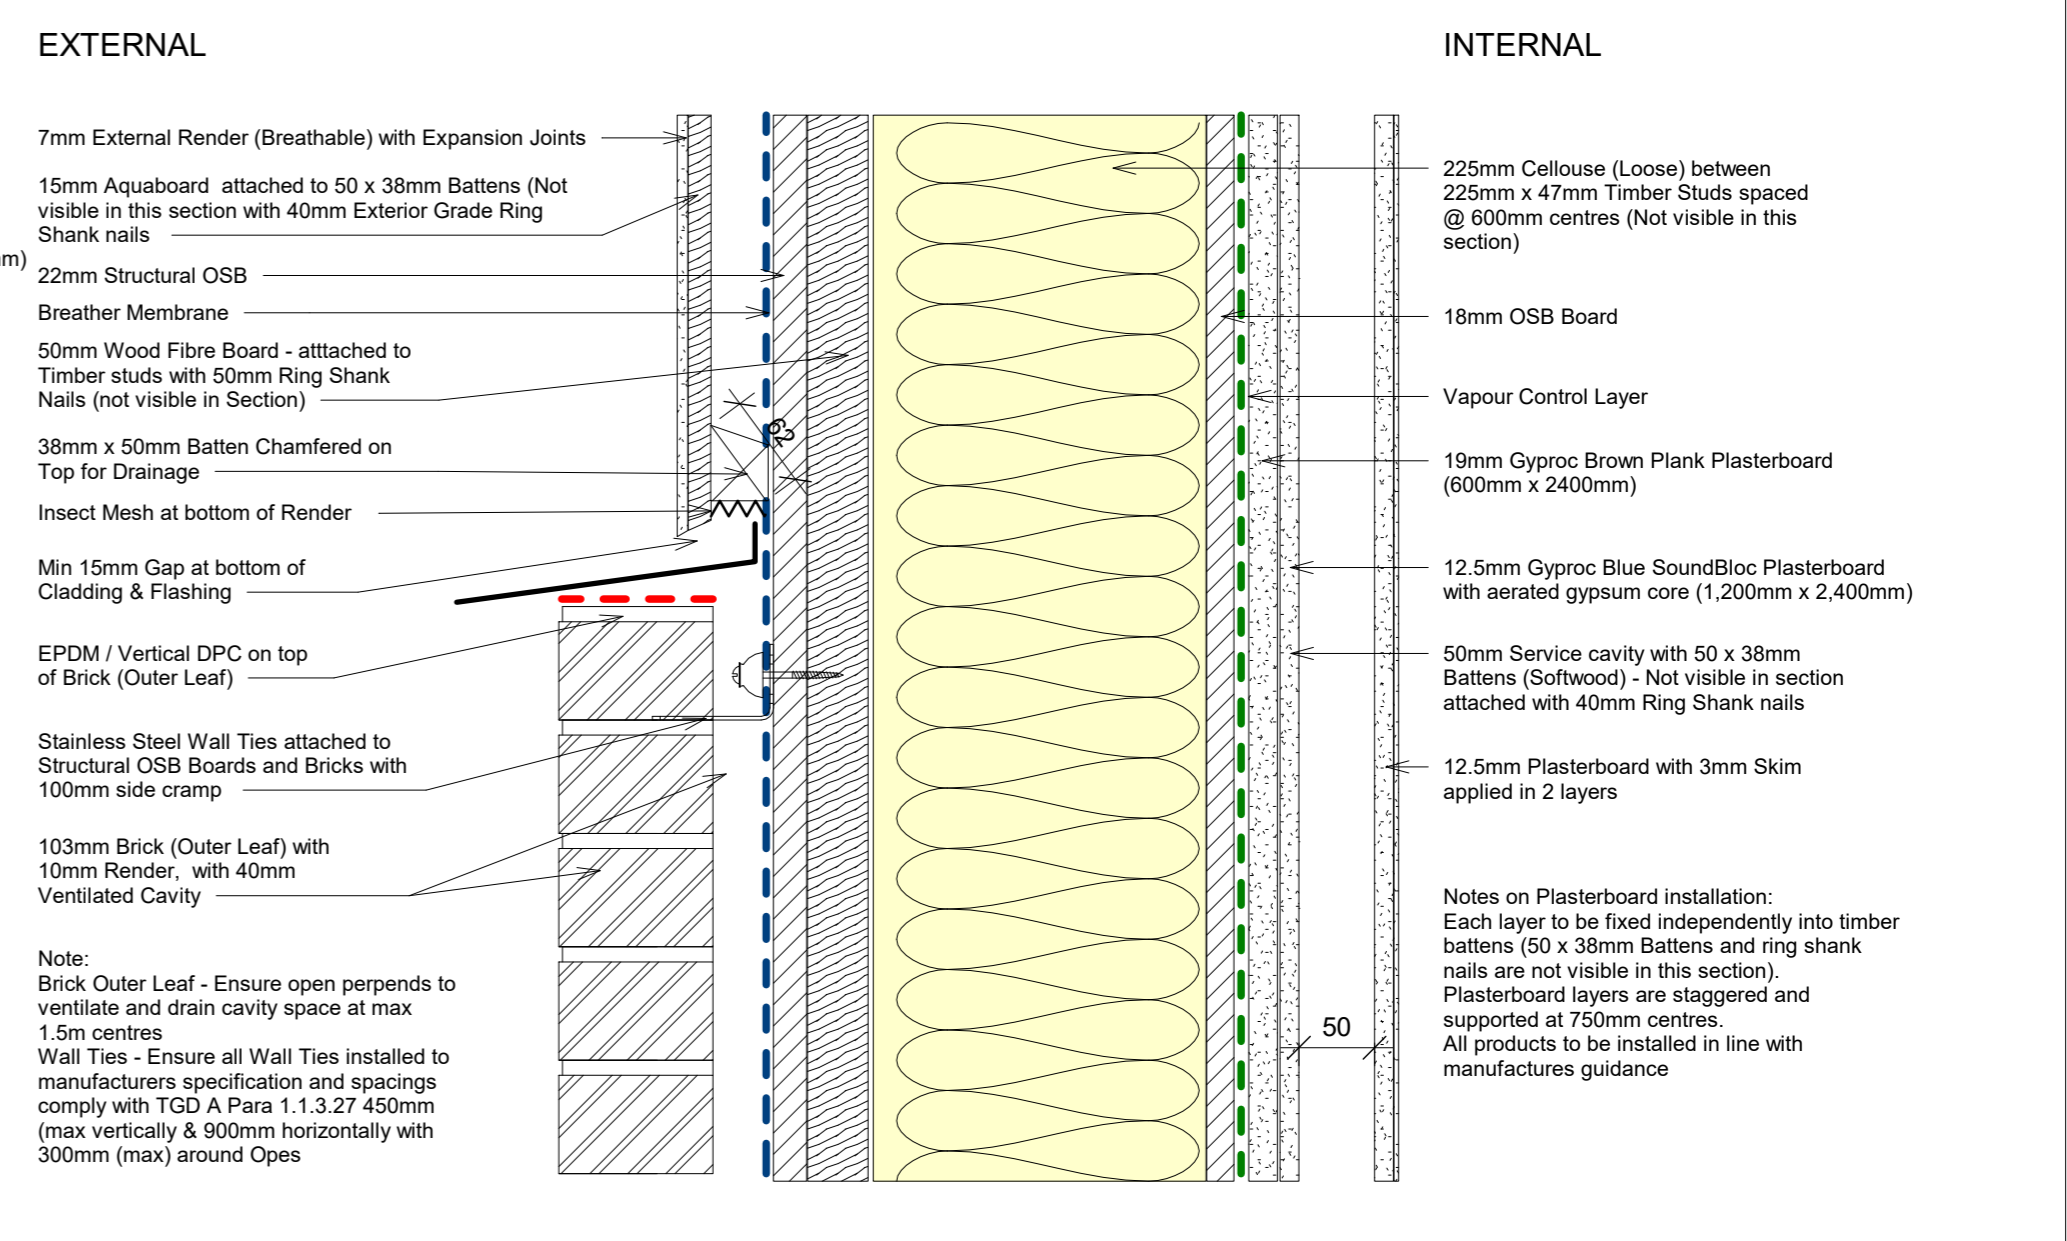 EXTERNAL
7mm External Render (Breathable) with Expansion Joints
15mm Aquaboard attached to 50 x 38mm Battens (Not
visible in this section with 40mm Exterior Grade Ring
Shank nails
m)
22mm Structural OSB
Breather Membrane
50mm Wood Fibre Board - atttached to
Timber studs with 50mm Ring Shank
Nails (not visible in Section)
38mm x 50mm Batten Chamfered on
Top for Drainage
Insect Mesh at bottom of Render
Min 15mm Gap at bottom of
Cladding & Flashing
EPDM / Vertical DPC on top
of Brick (Outer Leaf)
Stainless Steel Wall Ties attached to
Structural OSB Boards and Bricks with
100mm side cramp
103mm Brick (Outer Leaf) with
10mm Render, with 40mm
Ventilated Cavity
Note:
Brick Outer Leaf - Ensure open perpends to
ventilate and drain cavity space at max
1.5m centres
Wall Ties - Ensure all Wall Ties installed to
manufacturers specification and spacings
comply with TGD A Para 1.1.3.27 450mm
(max vertically & 900mm horizontally with
300mm (max) around Opes
62
50
INTERNAL
225mm Cellouse (Loose) between
225mm x 47mm Timber Studs spaced
@ 600mm centres (Not visible in this
section)
18mm OSB Board
Vapour Control Layer
19mm Gyproc Brown Plank Plasterboard
(600mm x 2400mm)
12.5mm Gyproc Blue SoundBloc Plasterboard
with aerated gypsum core (1,200mm x 2,400mm)
50mm Service cavity with 50 x 38mm
Battens (Softwood) - Not visible in section
attached with 40mm Ring Shank nails
12.5mm Plasterboard with 3mm Skim
applied in 2 layers
Notes on Plasterboard installation:
Each layer to be fixed independently into timber
battens (50 x 38mm Battens and ring shank
nails are not visible in this section).
Plasterboard layers are staggered and
supported at 750mm centres.
All products to be installed in line with
manufactures guidance